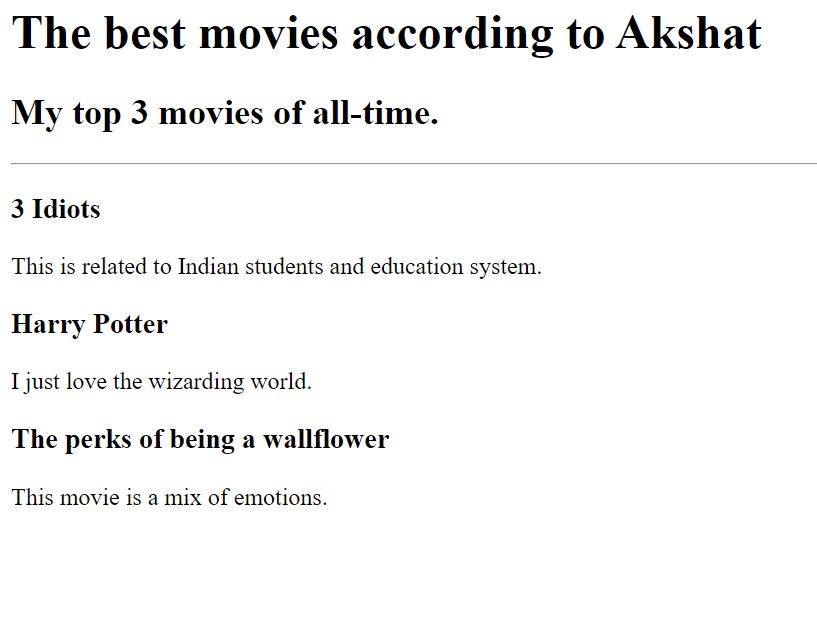 The best movies according to Akshat
My top 3 movies of all-time.
3 Idiots
This is related to Indian students and education system.
Harry Potter
I just love the wizarding world.
The perks of being a wallflower
This movie is a mix of emotions.